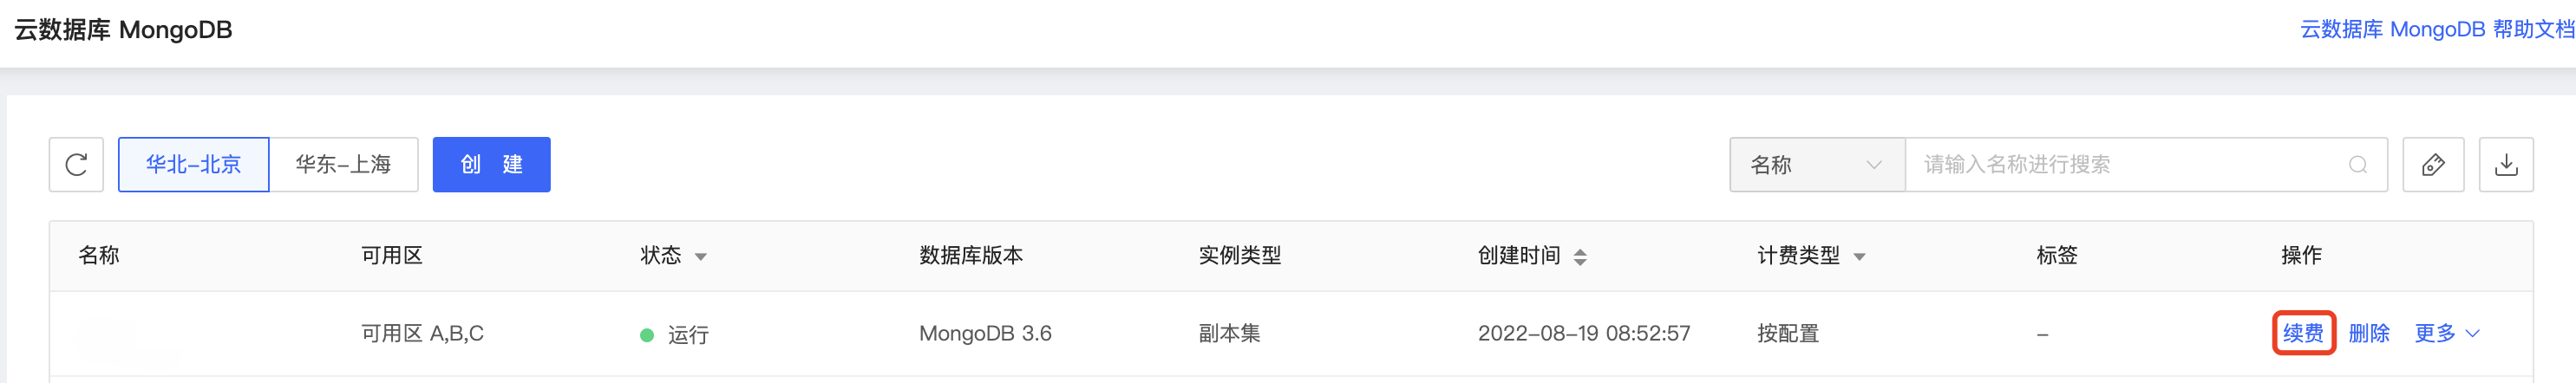 云数据库 MongoDB
云数据库 MongoDB 帮助文档
华北-北京 华东-上海 创 建 名称 请输入名称进行搜索
名称 可用区 状态 数据库版本 实例类型 创建时间 计费类型 标签 操作
可用区 A,B,C 运行 MongoDB 3.6 副本集 2022-08-19 08:52:57 按配置 - 续费 删除 更多